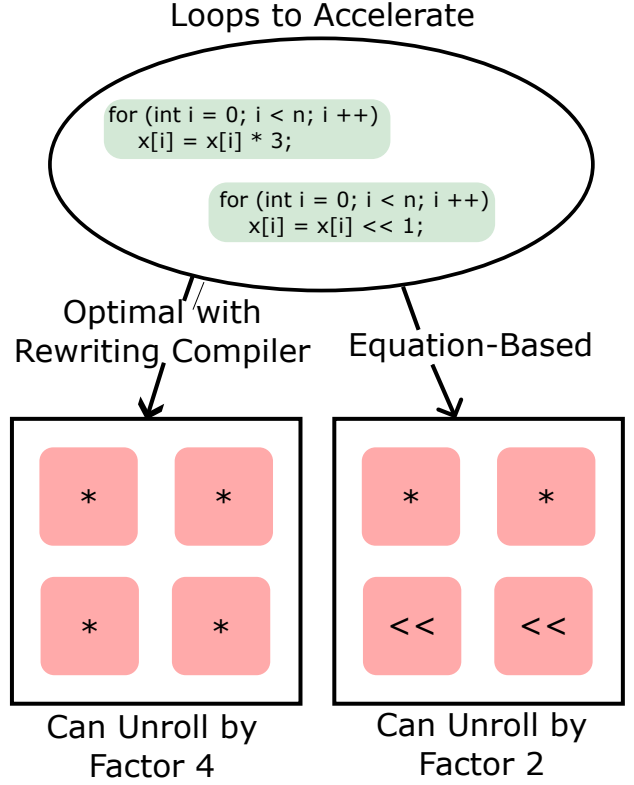 Loops to Accelerate
for (int i = 0; i < n; i ++)
x[i] = x[i] * 3;
for (int i = 0; i < n; i ++)
x[i] = x[i] << 1;
Optimal with
Rewriting Compiler
Equation-Based
* *
* *
Can Unroll by
Factor 4
* *
<< <<
Can Unroll by
Factor 2